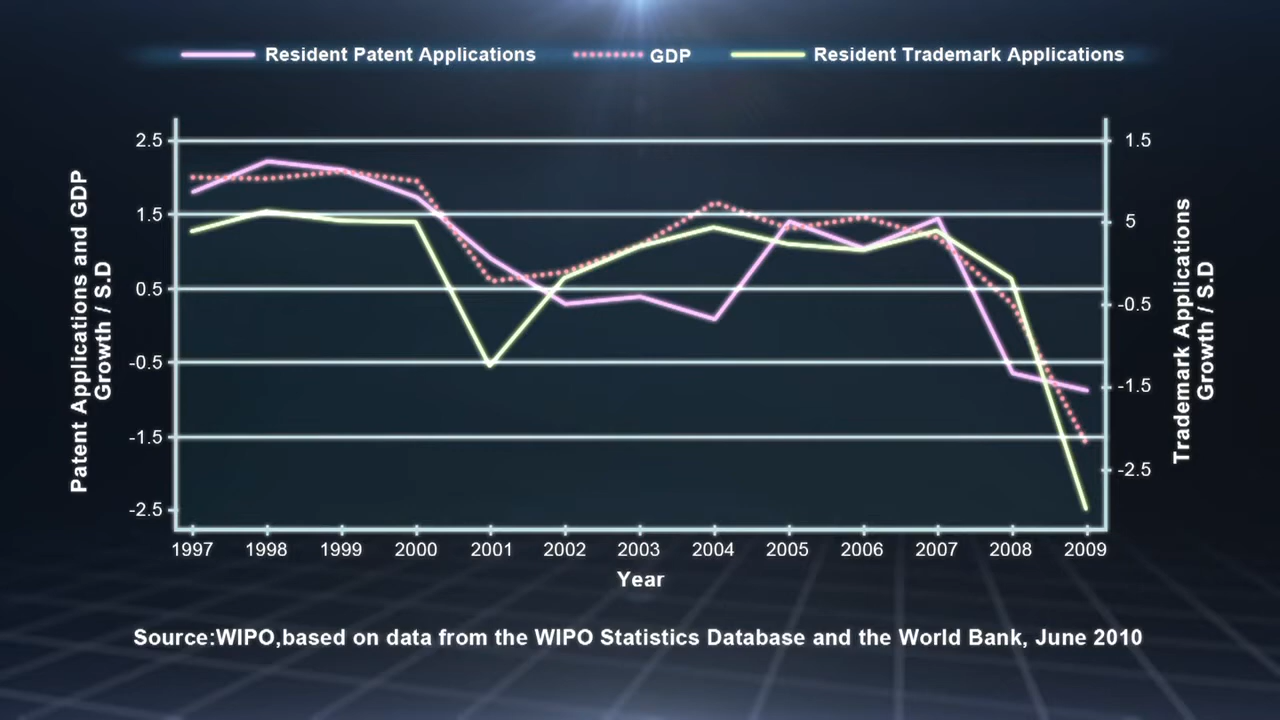 Resident Patent Applications
GDP
Resident Trademark Applications
Patent Applications and GDP
Growth / S.D
2.5
1.5
0.5
-0.5
-1.5
-2.5
1.5
5
-0.5
-1.5
-2.5
Trademark Applications
Growth / S.D
1997 1998 1999 2000 2001 2002 2003 2004 2005 2006 2007 2008 2009
Year
Source:WIPO,based on data from the WIPO Statistics Database and the World Bank, June 2010